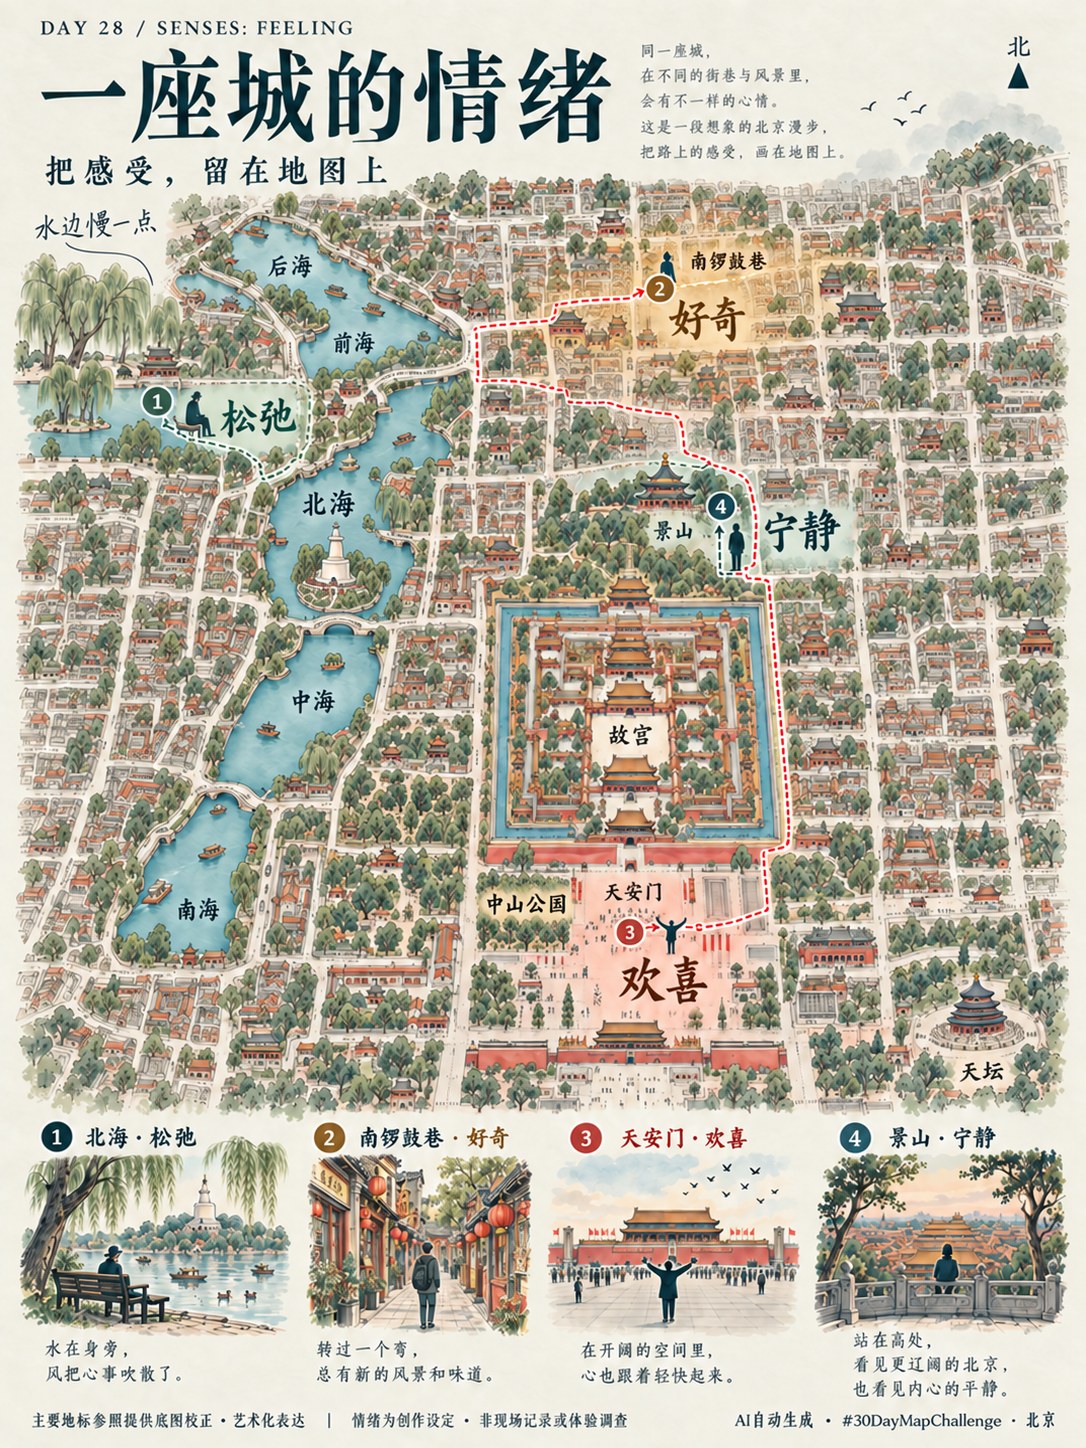 DAY 28 / SENSES: FEELING
一座城的情绪
把感受，留在地图上
同一座城，
在不同的街巷与风景里，
会有不一样的心情。
这是一段想象的北京漫步，
把路上的感受，画在地图上。
北
水边慢一点
后海
前海
南锣鼓巷
2
好奇
1
松弛
北海
4
景山
宁静
中海
故宫
南海
中山公国
天安门
3
欢喜
天坛
1 北海·松弛
水在身旁，
风把心事吹散了。
2 南锣鼓巷·好奇
转过一个弯，
总有新的风景和味道。
3 天安门·欢喜
在开阔的空间里，
心也跟着轻快起来。
4 景山·宁静
站在高处，
看见更辽阔的北京，
也看见内心的平静。
主要地标参照提供底图校正·艺术化表达 | 情绪为创作设定·非现场记录或体验调查
AI自动生成 · #30DayMapChallenge · 北京